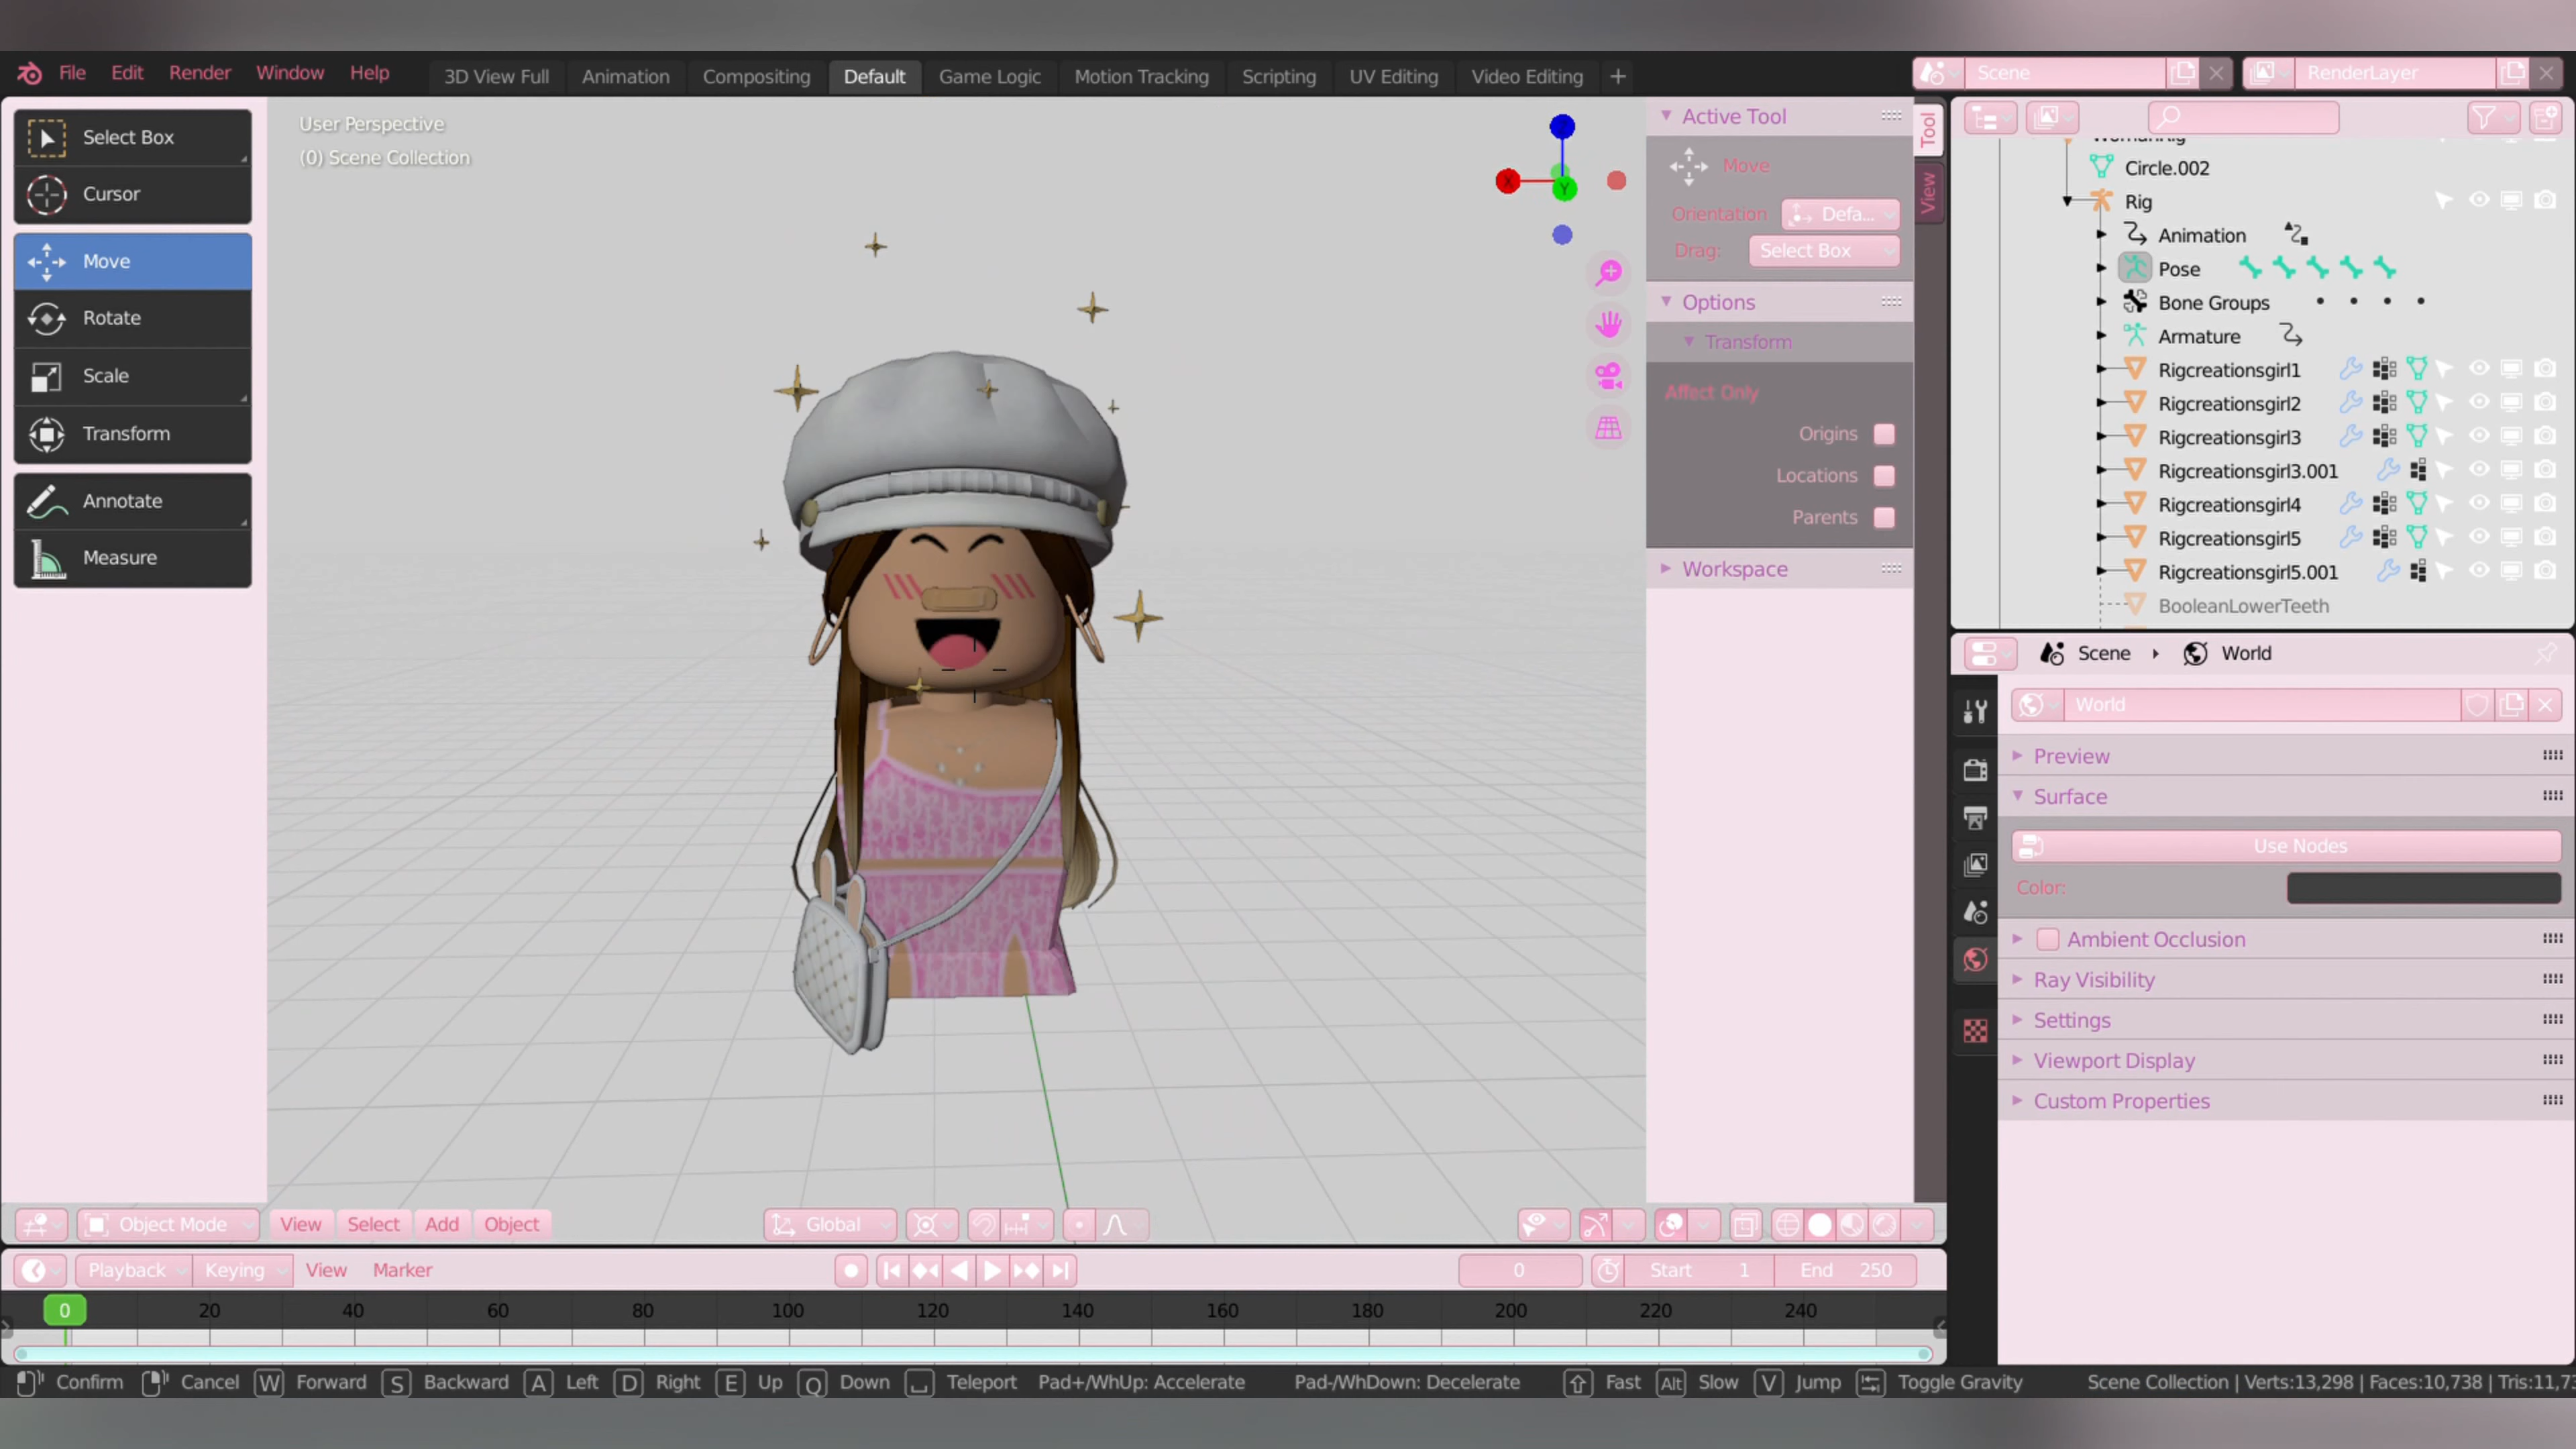 File Edit Render Window Help 3D View Full Animation Compositing Default Game Logic Motion Tracking Scripting UV Editing Video Editing + Scene RenderLayer
Select Box
Cursor
Move
Rotate
Scale
Transform
Annotate
Measure
User Perspective
(0) Scene Collection
X
Y
Active Tool
Move
Orientation Defa...
Drag: Select Box
Options
Transform
Affect Only
Origins
Locations
Parents
Workspace
Tool
View
WomanRig
Circle.002
Rig
Animation
Pose
Bone Groups
Armature
Rigcreationsgirl1
Rigcreationsgirl2
Rigcreationsgirl3
Rigcreationsgirl3.001
Rigcreationsgirl4
Rigcreationsgirl5
Rigcreationsgirl5.001
BooleanLowerTeeth
Scene World
World
Preview
Surface
Use Nodes
Color:
Ambient Occlusion
Ray Visibility
Settings
Viewport Display
Custom Properties
Object Mode View Select Add Object Global
Playback Keying View Marker 0 Start 1 End 250
0 20 40 60 80 100 120 140 160 180 200 220 240
Confirm Cancel W Forward S Backward A Left D Right E Up Q Down Teleport Pad+/WhUp: Accelerate Pad-/WhDown: Decelerate Fast Alt Slow V Jump Toggle Gravity Scene Collection | Verts:13,298 | Faces:10,738 | Tris:11,73